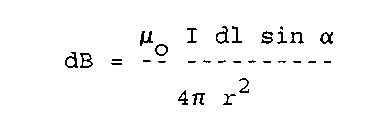 dB = μo I dl sin α
-- ----------
4π r2